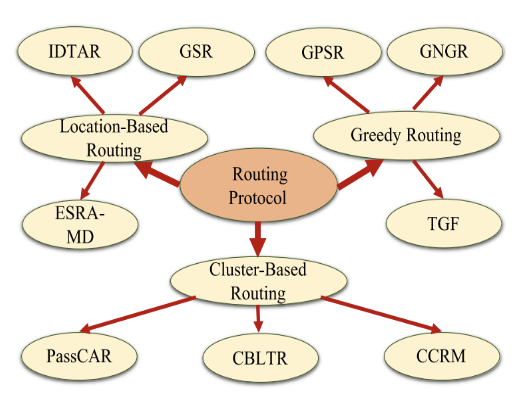 IDTAR
GSR
GPSR
GNGR
Location-Based
Routing
Greedy Routing
Routing
Protocol
ESRA-
MD
TGF
Cluster-Based
Routing
PassCAR
CBLTR
CCRM